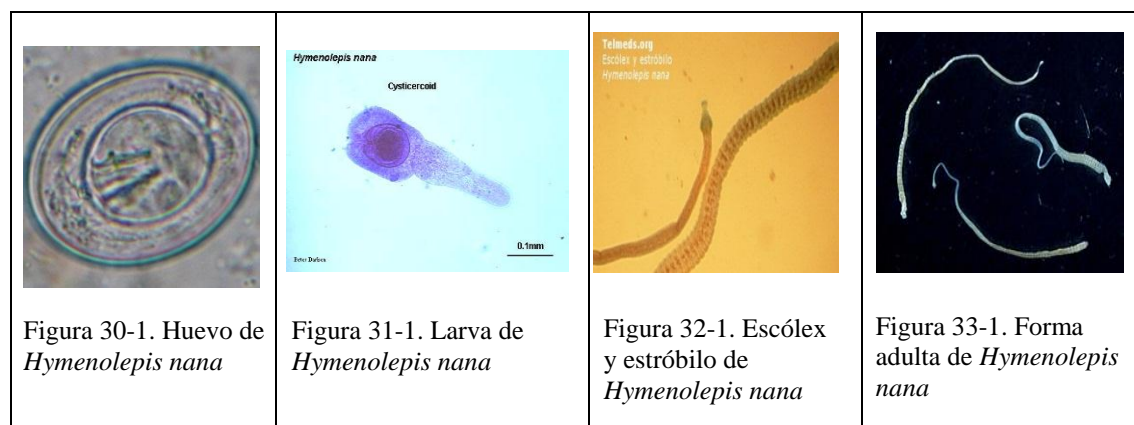 Hymenolepis nana
Cysticercoid
0.1mm
Peter Darben
Telmeds.org
Escólex y estróbilo
Hymenolepis nana
Figura 30-1. Huevo de
Hymenolepis nana
Figura 31-1. Larva de
Hymenolepis nana
Figura 32-1. Escólex
y estróbilo de
Hymenolepis nana
Figura 33-1. Forma
adulta de Hymenolepis
nana